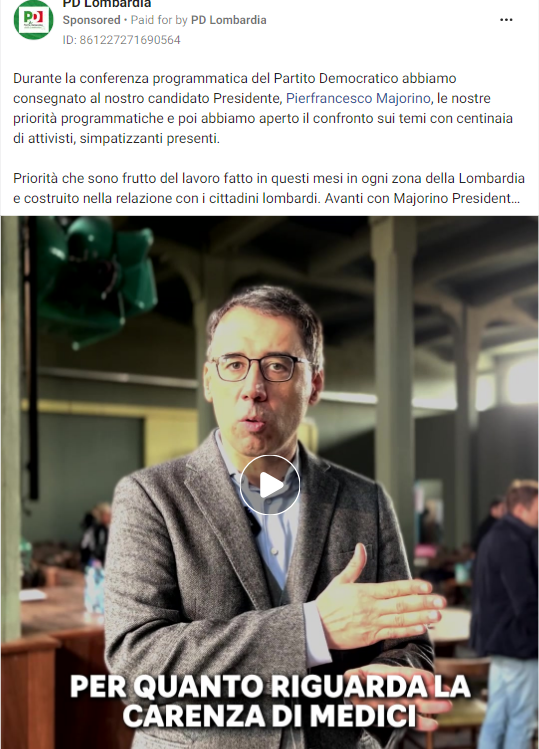 PD Lombardia
Sponsored • Paid for by PD Lombardia
ID: 861227271690564
Durante la conferenza programmatica del Partito Democratico abbiamo
consegnato al nostro candidato Presidente, Pierfrancesco Majorino, le nostre
priorità programmatiche e poi abbiamo aperto il confronto sui temi con centinaia
di attivisti, simpatizzanti presenti.
Priorità che sono frutto del lavoro fatto in questi mesi in ogni zona della Lombardia
e costruito nella relazione con i cittadini lombardi. Avanti con Majorino President...
PER QUANTO RIGUARDA LA
CARENZA DI MEDICI